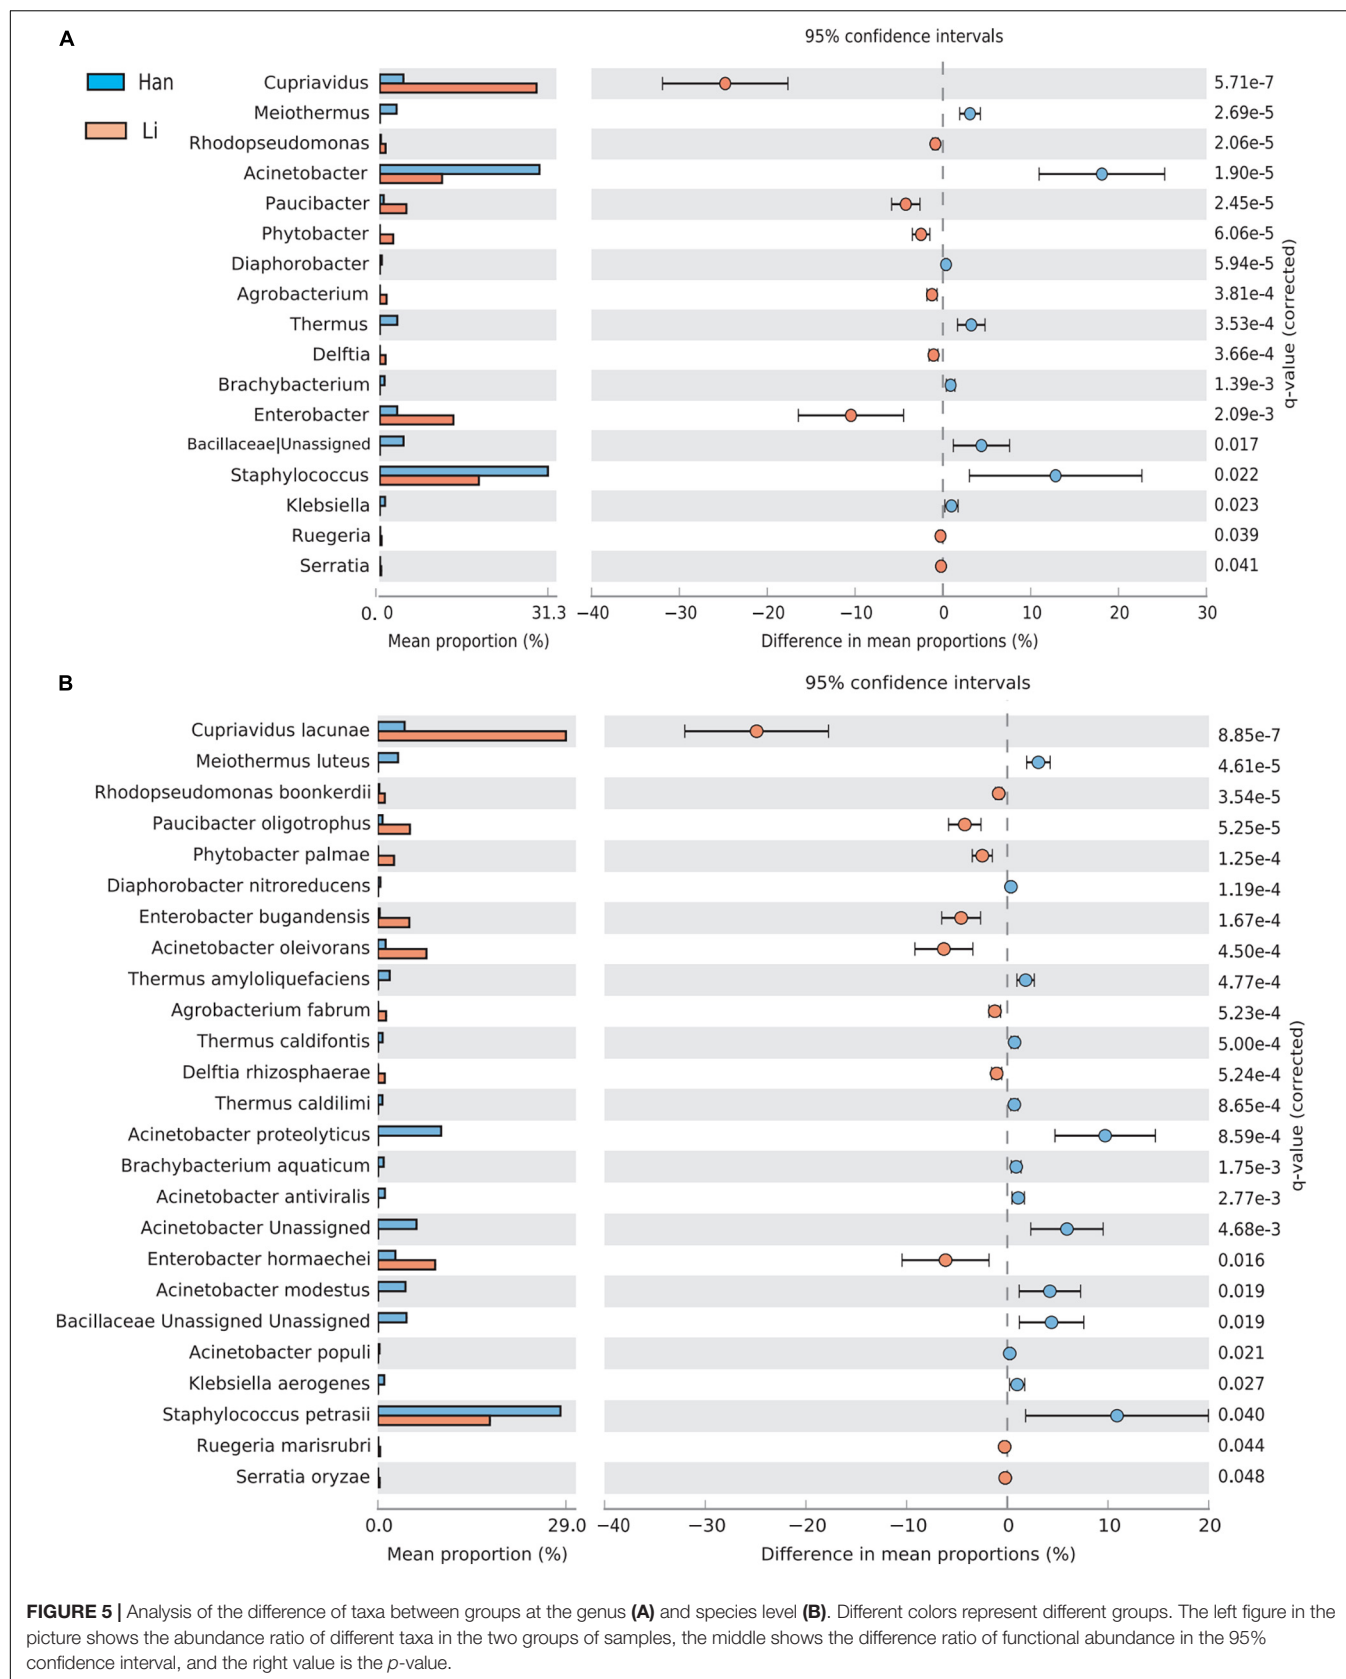 A
95% confidence intervals
Han
Li
Cupriavidus 5.71e-7
Meiothermus 2.69e-5
Rhodopseudomonas 2.06e-5
Acinetobacter 1.90e-5
Paucibacter 2.45e-5
Phytobacter 6.06e-5
Diaphorobacter 5.94e-5
Agrobacterium 3.81e-4
Thermus 3.53e-4
Delftia 3.66e-4
Brachybacterium 1.39e-3
Enterobacter 2.09e-3
Bacillaceae|Unassigned 0.017
Staphylococcus 0.022
Klebsiella 0.023
Ruegeria 0.039
Serratia 0.041
q-value (corrected)
0. 0 31.3 −40 −30 −20 −10 0 10 20 30
Mean proportion (%) Difference in mean proportions (%)
B
95% confidence intervals
Cupriavidus lacunae 8.85e-7
Meiothermus luteus 4.61e-5
Rhodopseudomonas boonkerdii 3.54e-5
Paucibacter oligotrophus 5.25e-5
Phytobacter palmae 1.25e-4
Diaphorobacter nitroreducens 1.19e-4
Enterobacter bugandensis 1.67e-4
Acinetobacter oleivorans 4.50e-4
Thermus amyloliquefaciens 4.77e-4
Agrobacterium fabrum 5.23e-4
Thermus caldifontis 5.00e-4
Delftia rhizosphaerae 5.24e-4
Thermus caldilimi 8.65e-4
Acinetobacter proteolyticus 8.59e-4
Brachybacterium aquaticum 1.75e-3
Acinetobacter antiviralis 2.77e-3
Acinetobacter Unassigned 4.68e-3
Enterobacter hormaechei 0.016
Acinetobacter modestus 0.019
Bacillaceae Unassigned Unassigned 0.019
Acinetobacter populi 0.021
Klebsiella aerogenes 0.027
Staphylococcus petrasii 0.040
Ruegeria marisrubri 0.044
Serratia oryzae 0.048
q-value (corrected)
0.0 29.0 −40 −30 −20 −10 0 10 20
Mean proportion (%) Difference in mean proportions (%)
FIGURE 5 | Analysis of the difference of taxa between groups at the genus (A) and species level (B). Different colors represent different groups. The left figure in the
picture shows the abundance ratio of different taxa in the two groups of samples, the middle shows the difference ratio of functional abundance in the 95%
confidence interval, and the right value is the p-value.